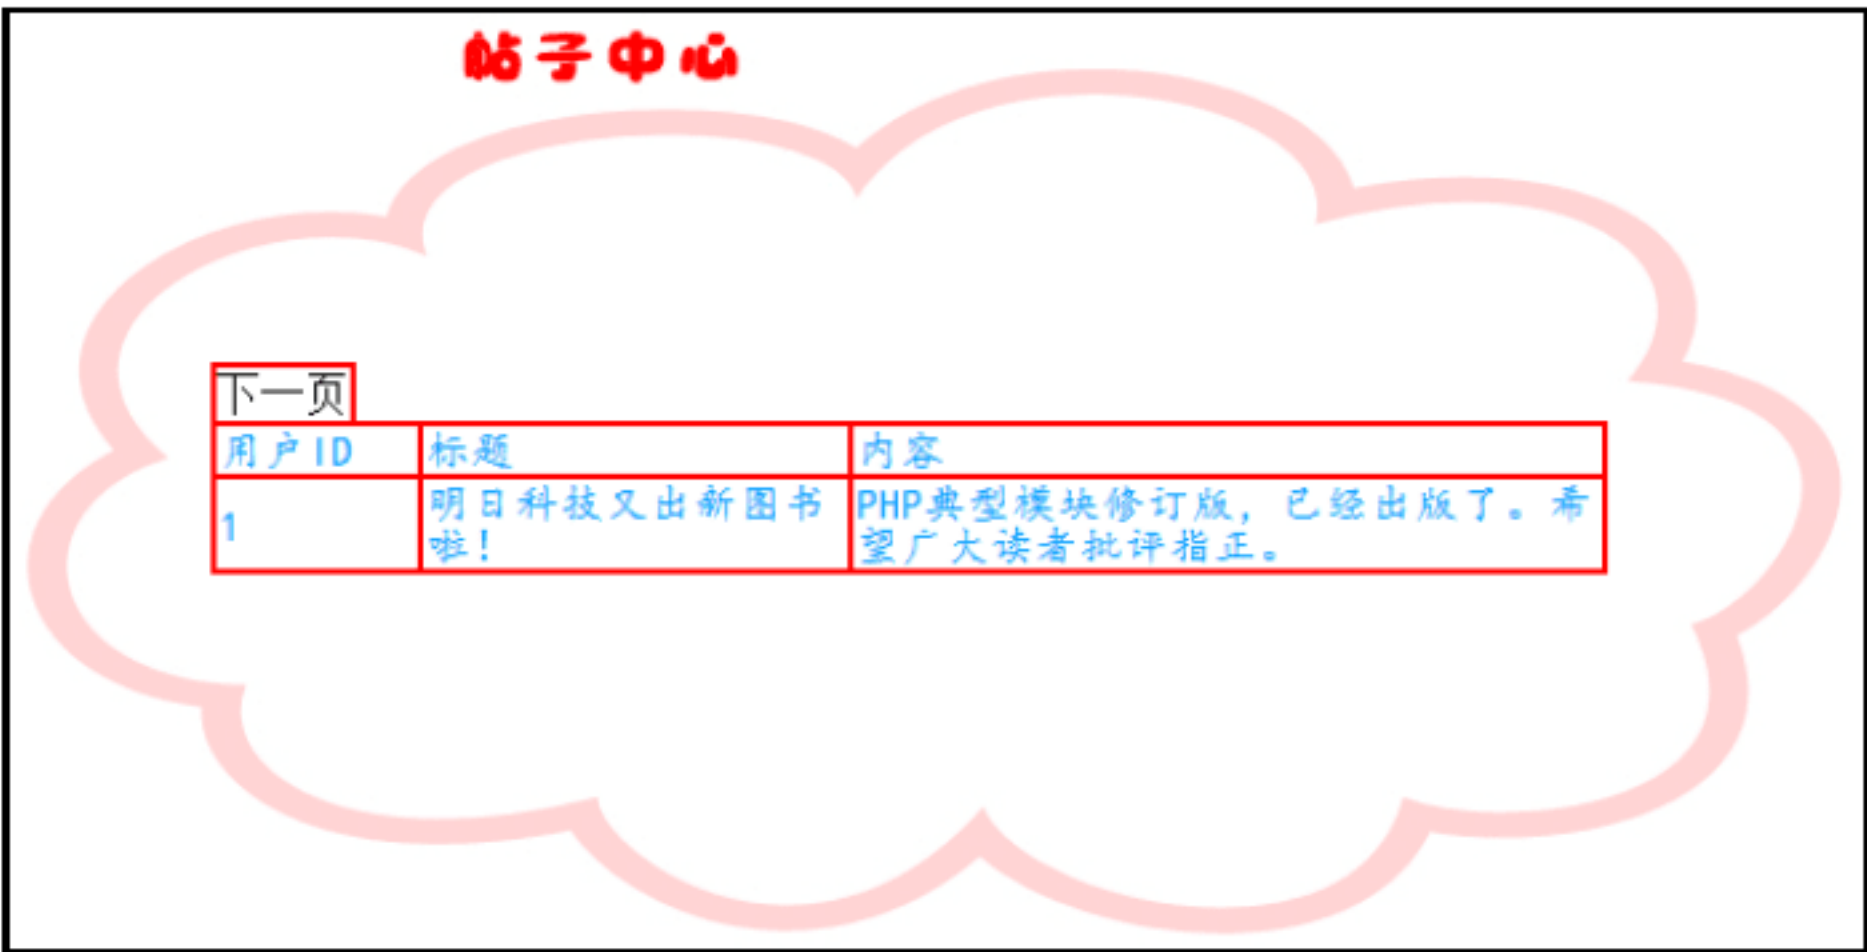 帖子中心
下一页
用户ID 标题 内容
1 明日科技又出新图书 PHP典型模块修订版，已经出版了。希
啦！ 望广大读者批评指正。